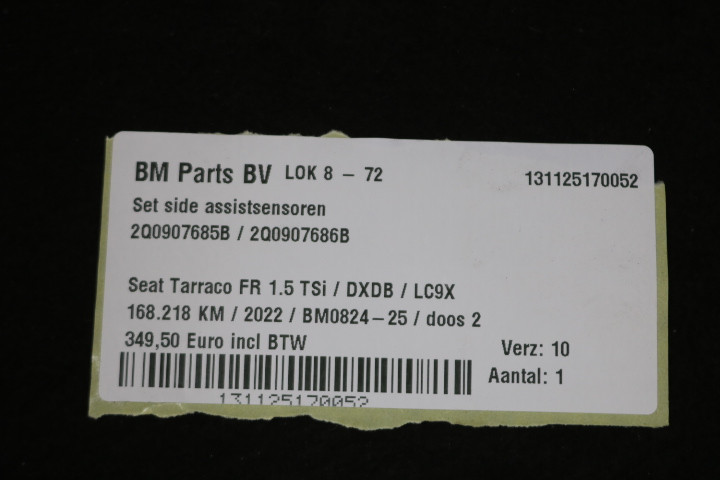 BM Parts BV LOK 8 - 72 131125170052
Set side assistsensoren
2Q0907685B / 2Q0907686B
Seat Tarraco FR 1.5 TSi / DXDB / LC9X
168.218 KM / 2022 / BM0824-25 / doos 2
349,50 Euro incl BTW Verz: 10
Aantal: 1
131125170052